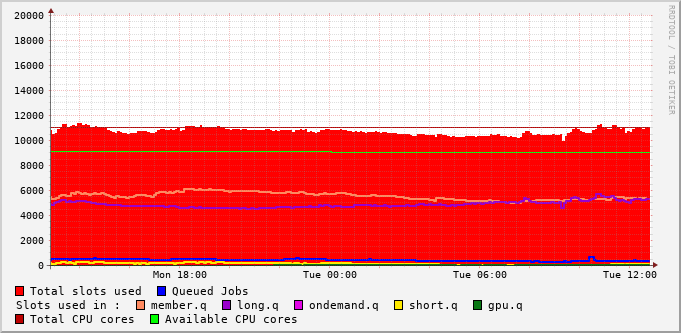 20000
18000
16000
14000
12000
10000
8000
6000
4000
2000
0
Mon 18:00 Tue 00:00 Tue 06:00 Tue 12:00
Total slots used Queued Jobs
Slots used in : member.q long.q ondemand.q short.q gpu.q
Total CPU cores Available CPU cores
RRDTOOL / TOBI OETIKER